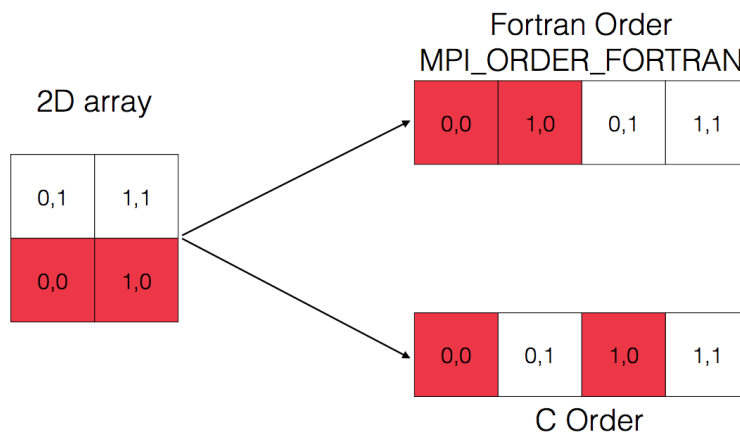 Fortran Order
MPI_ORDER_FORTRAN
2D array
0,0 1,0 0,1 1,1
0,1 1,1
0,0 1,0
0,0 0,1 1,0 1,1
C Order